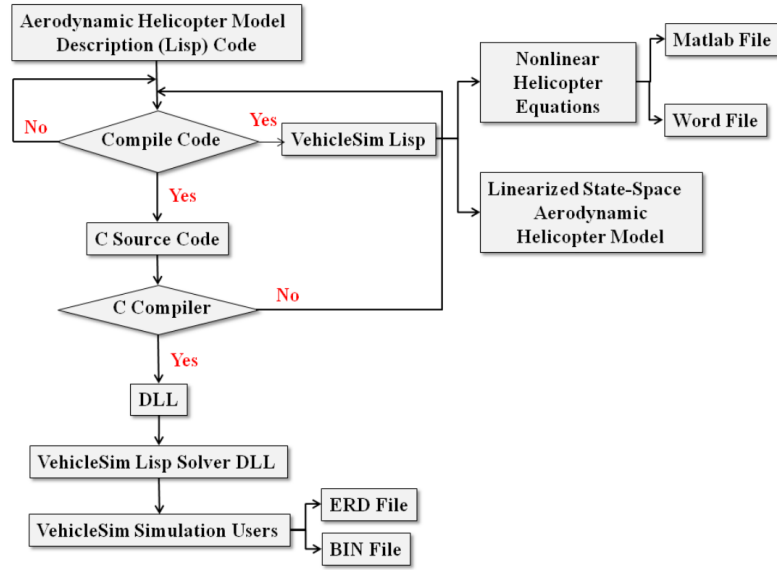 Aerodynamic Helicopter Model
Description (Lisp) Code
No
Compile Code
Yes
VehicleSim Lisp
Nonlinear
Helicopter
Equations
Matlab File
Word File
Linearized State-Space
Aerodynamic
Helicopter Model
Yes
C Source Code
C Compiler
No
Yes
DLL
VehicleSim Lisp Solver DLL
VehicleSim Simulation Users
ERD File
BIN File